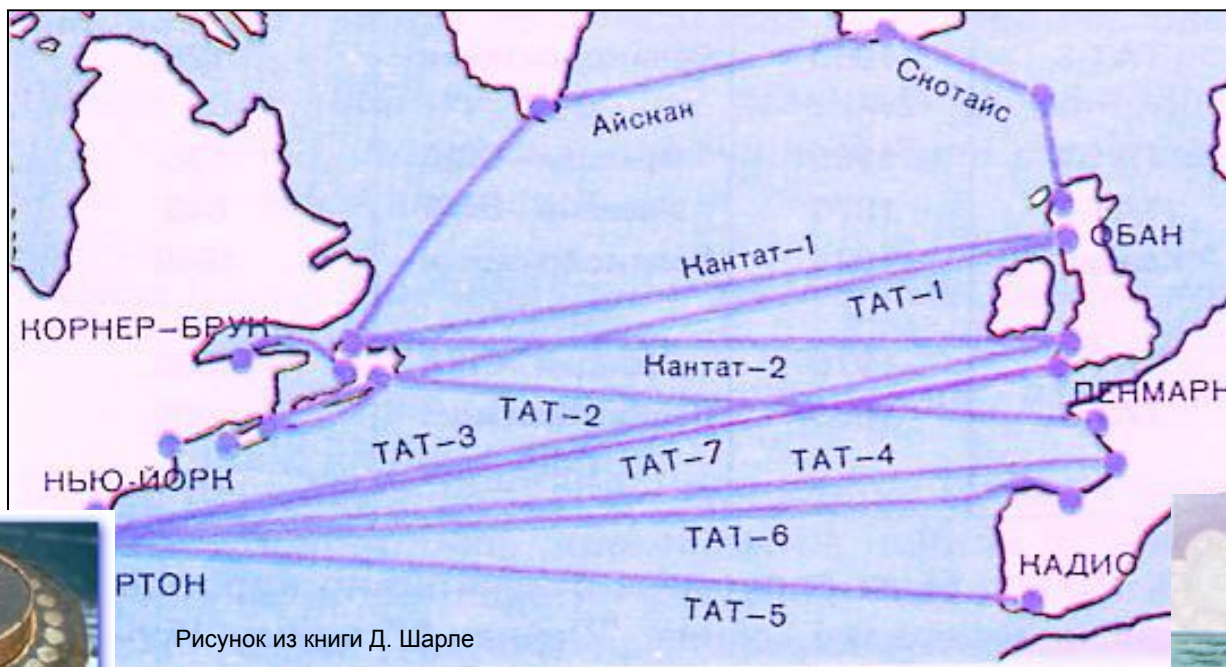 Скотайс
Айскан
ОБАН
Кантат-1
ТАТ-1
КОРНЕР-БРУК
Кантат-2
ПЕНМАРН
ТАТ-2
ТАТ-3
ТАТ-7
ТАТ-4
НЬЮ-ЙОРК
ТАТ-6
КАДИС
РТОН
ТАТ-5
Рисунок из книги Д. Шарле